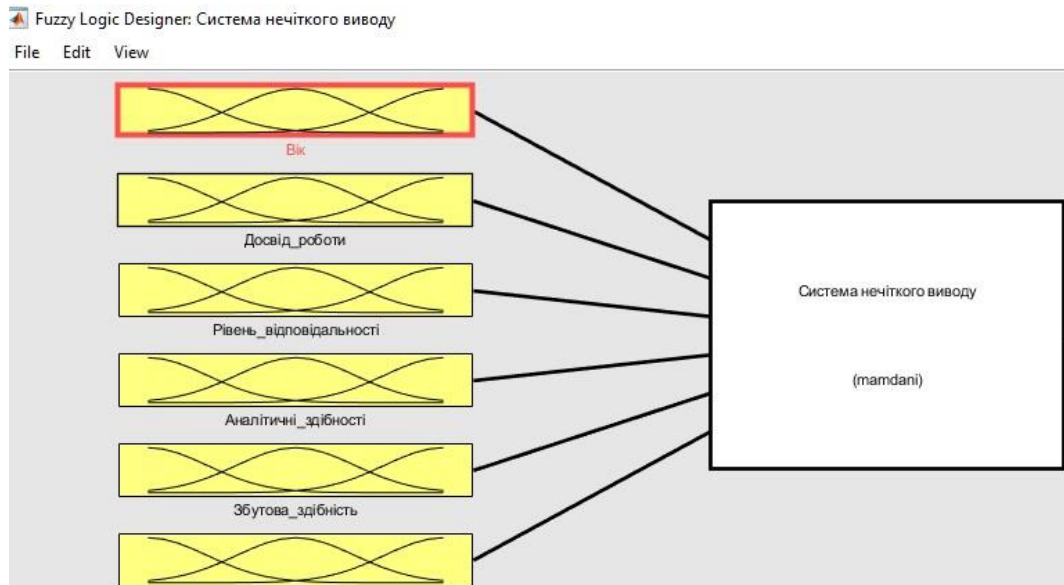 Fuzzy Logic Designer: Система нечіткого виводу
File Edit View
Вік
Досвід_роботи
Рівень_відповідальності
Аналітичні_здібності
Збутова_здібність
Система нечіткого виводу
(mamdani)